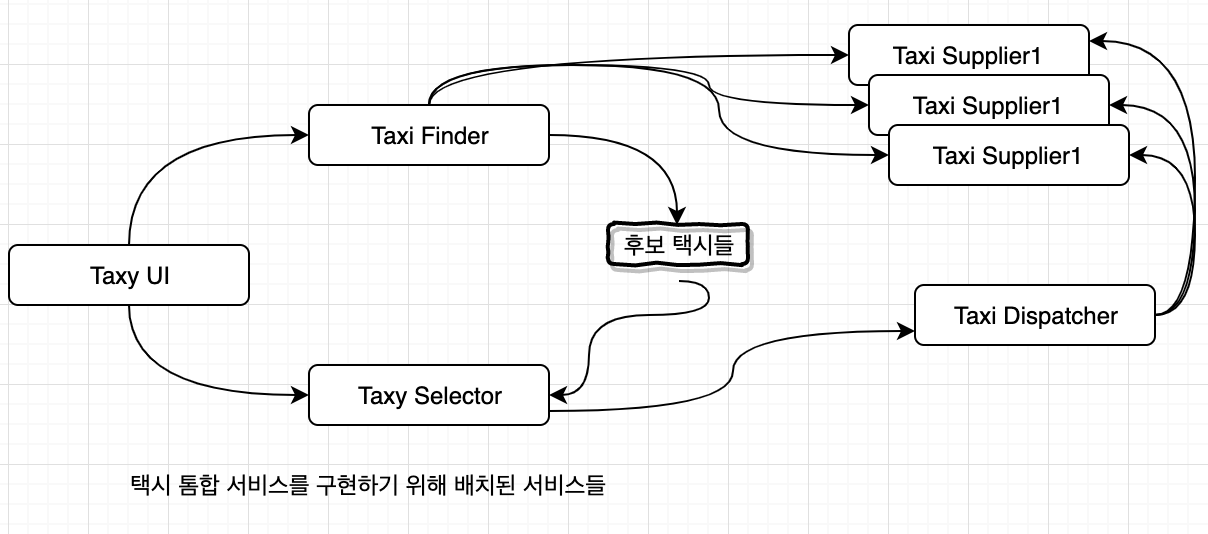 Taxi Supplier1
Taxi Supplier1
Taxi Finder
Taxi Supplier1
후보 택시들
Taxy UI
Taxi Dispatcher
Taxy Selector
택시 톰합 서비스를 구현하기 위해 배치된 서비스들